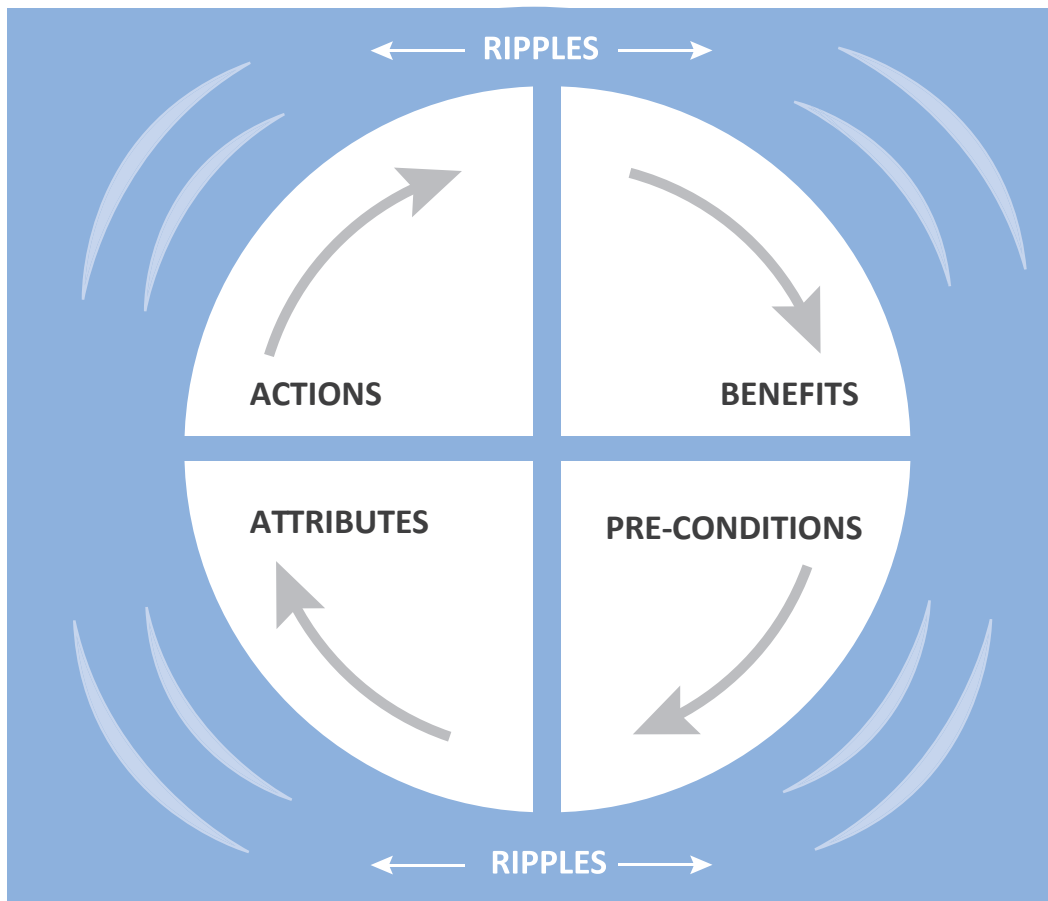 RIPPLES
ACTIONS
BENEFITS
ATTRIBUTES
PRE-CONDITIONS
RIPPLES